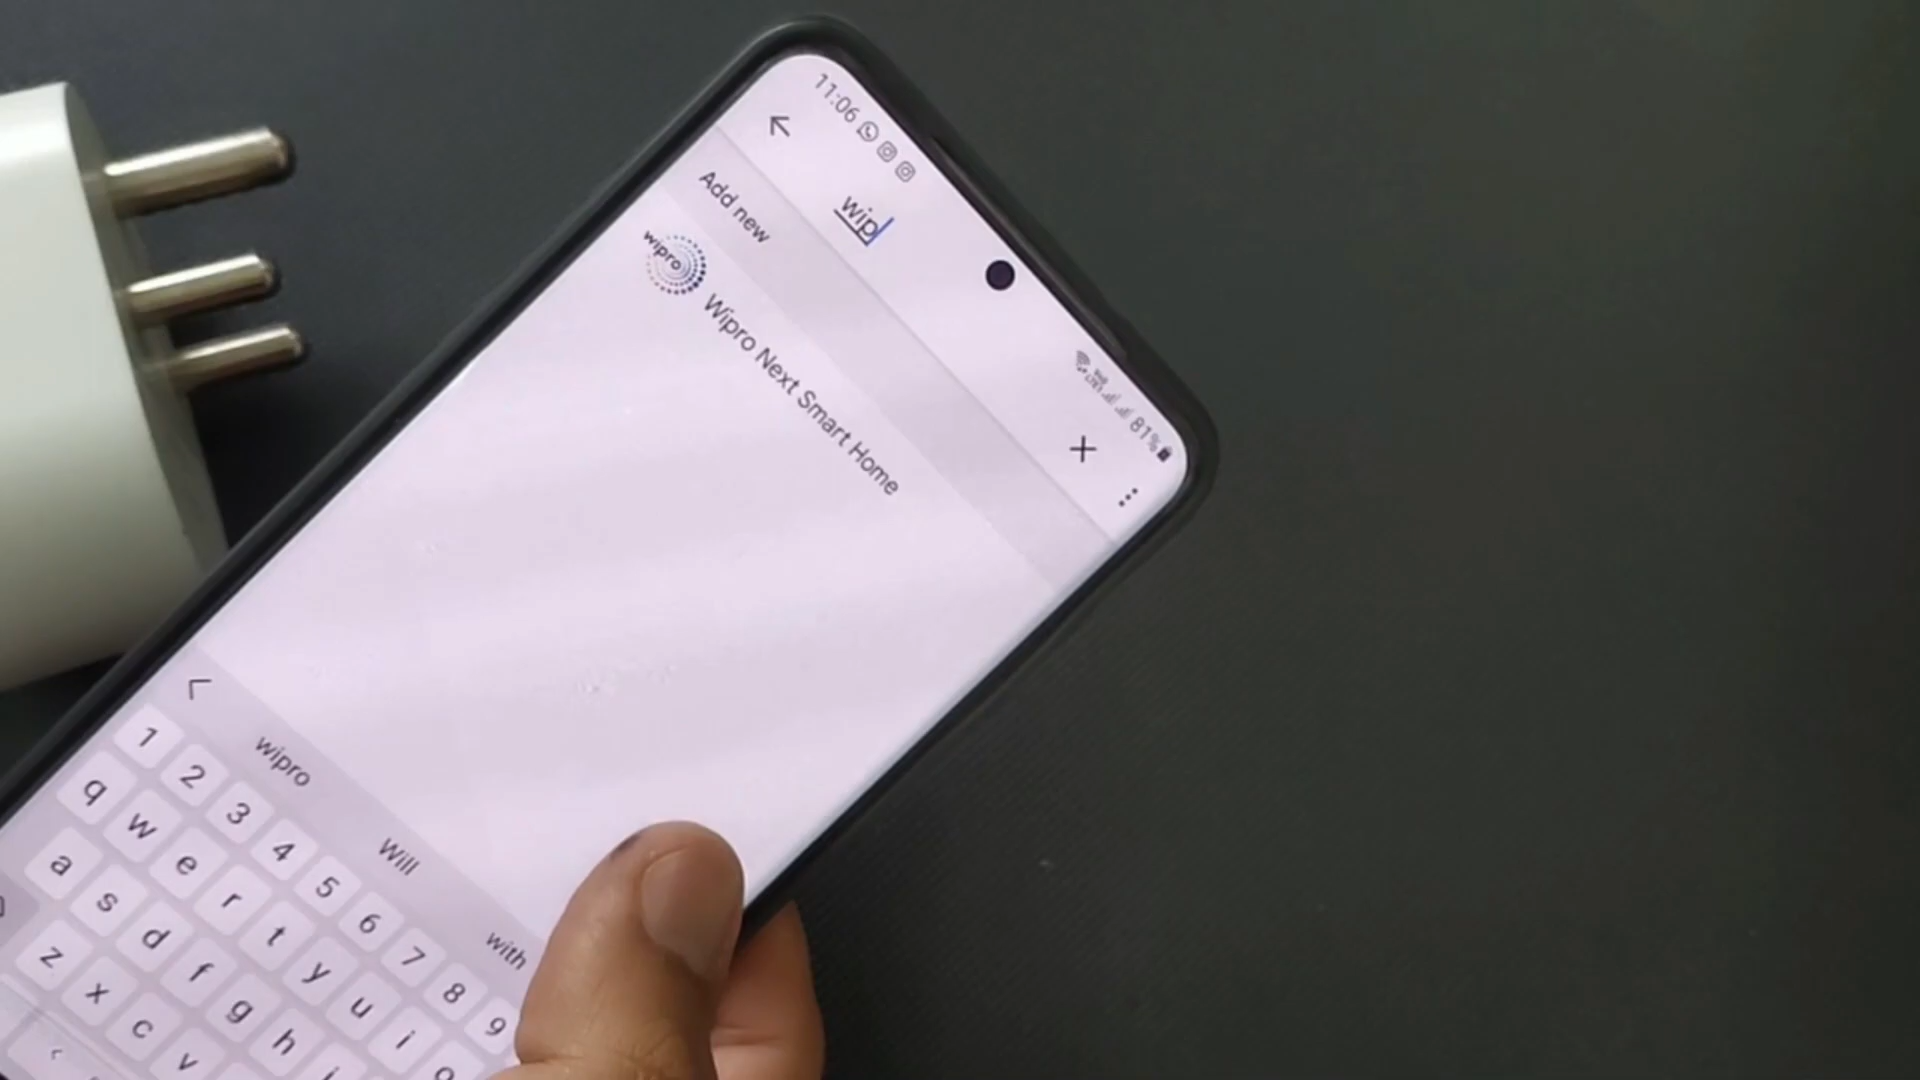 11:06
81%
wip
Add new
wipro
Wipro Next Smart Home
wipro Will with
1 2 3 4 5 6 7 8 9
q w e r t y u i
a s d f g h
z x c v